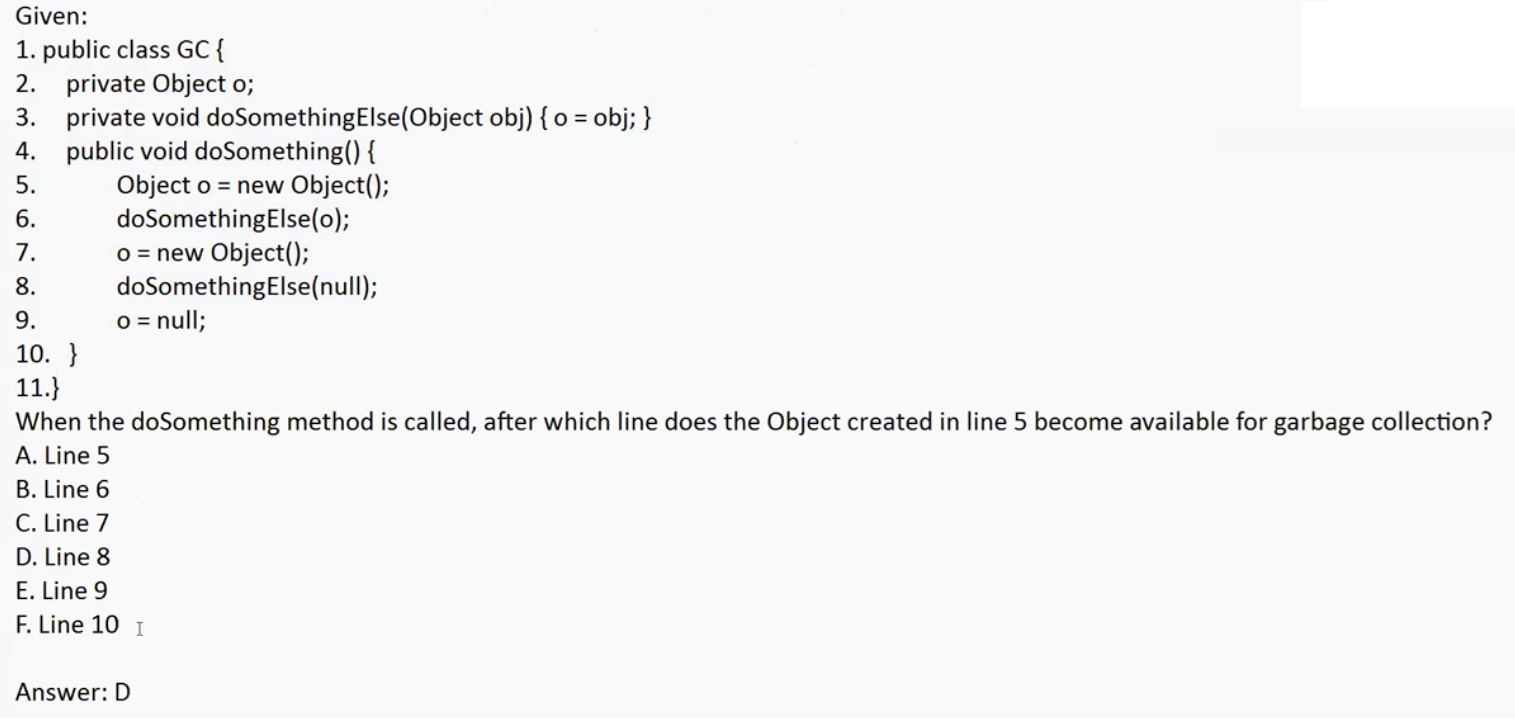 Given:
1. public class GC {
2. private Object o;
3. private void doSomethingElse(Object obj) { o = obj; }
4. public void doSomething() {
5. Object o = new Object();
6. doSomethingElse(o);
7. o = new Object();
8. doSomethingElse(null);
9. o = null;
10. }
11.}
When the doSomething method is called, after which line does the Object created in line 5 become available for garbage collection?
A. Line 5
B. Line 6
C. Line 7
D. Line 8
E. Line 9
F. Line 10
Answer: D